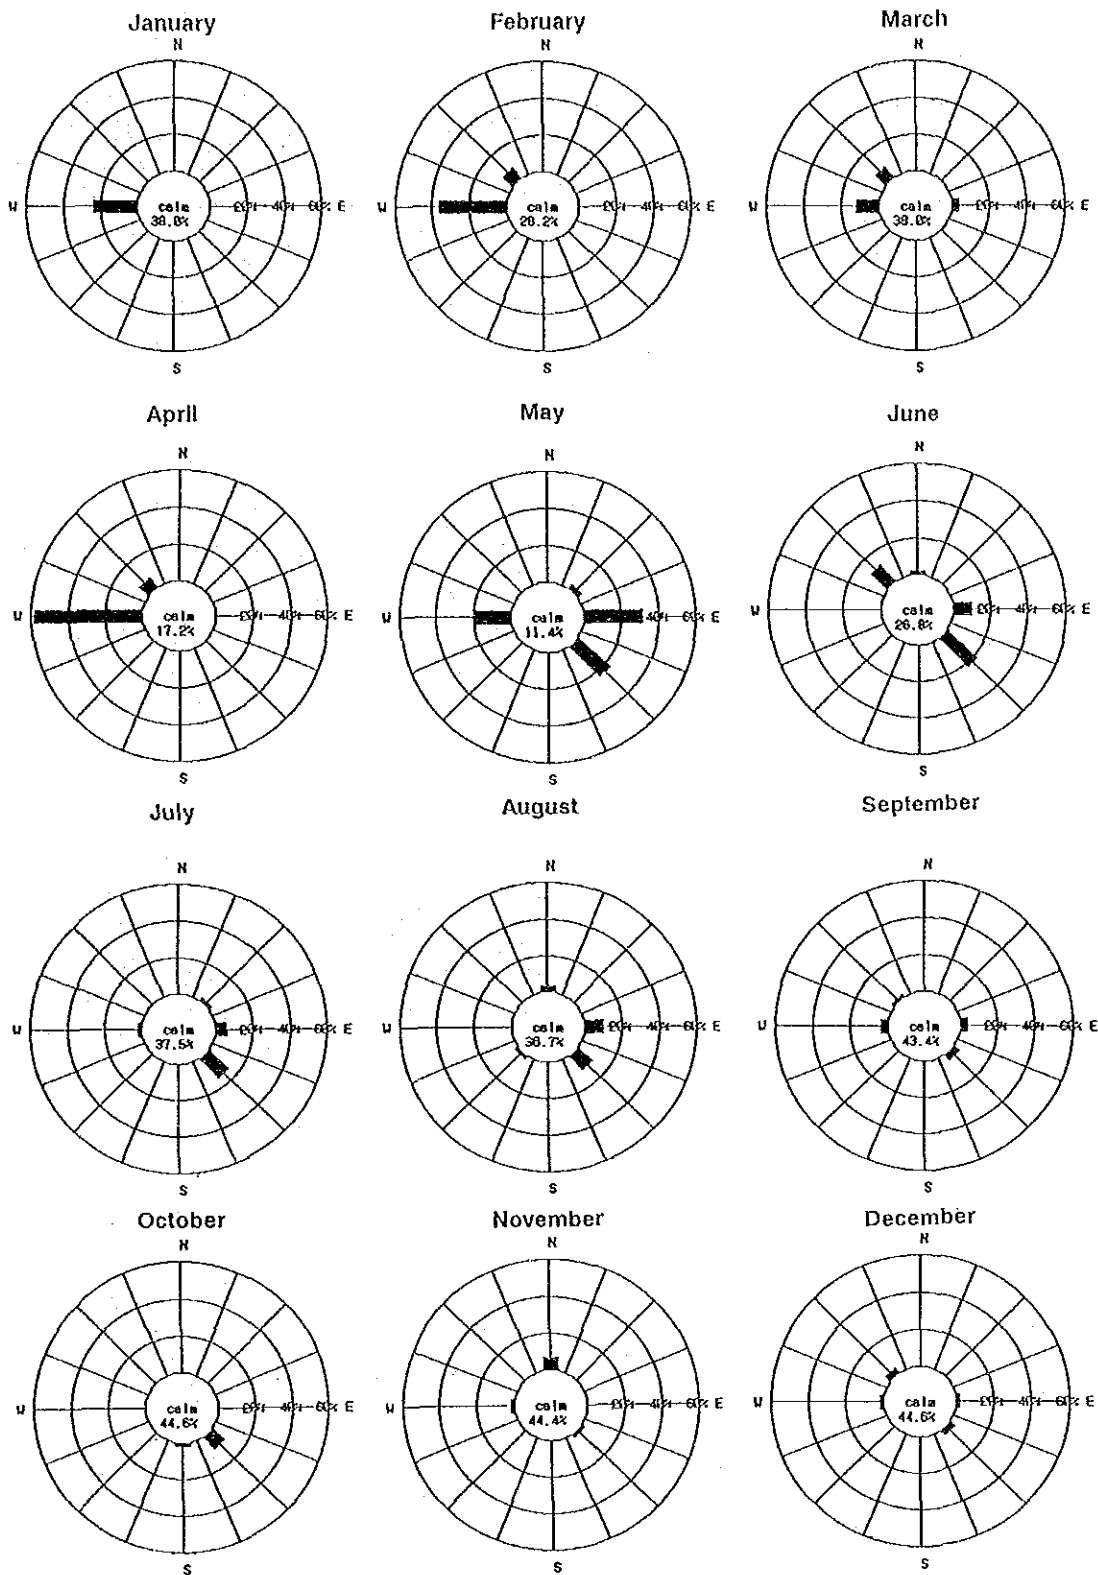 January February March
N N N
W calm 20% 40% 60% E W calm 20% 40% 60% E W calm 20% 40% 60% E
38.0% 28.2% 38.0%
S S S
April May June
N N N
W calm 20% 40% 60% E W calm 40% 60% E W calm 20% 40% 60% E
17.2% 11.4% 26.8%
S S S
July August September
N N N
W calm 20% 40% 60% E W calm 20% 40% 60% E W calm 20% 40% 60% E
37.5% 38.7% 43.4%
S S S
October November December
N N N
W calm 20% 40% 60% E W calm 20% 40% 60% E W calm 20% 40% 60% E
44.6% 44.4% 44.6%
S S S